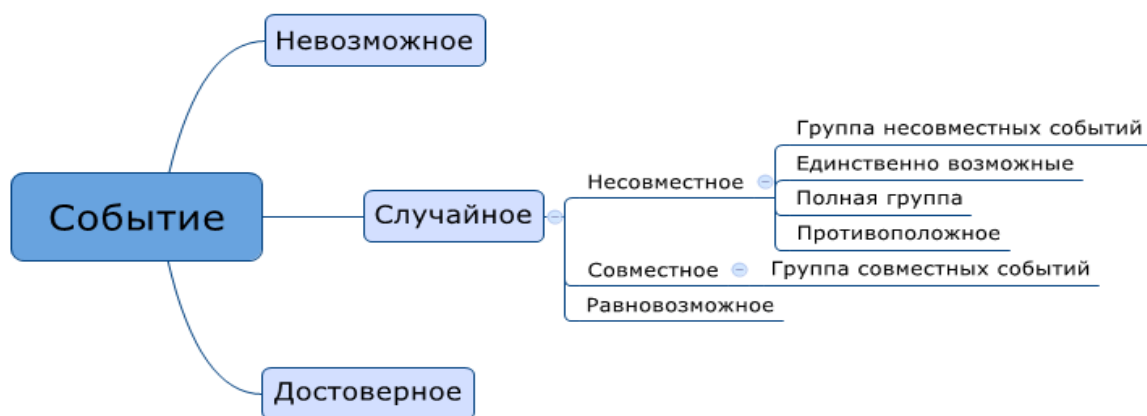 Невозможное
Группа несовместных событий
Единственно возможные
Несовместное
Полная группа
Событие
Случайное
Противоположное
Совместное
Группа совместных событий
Равновозможное
Достоверное